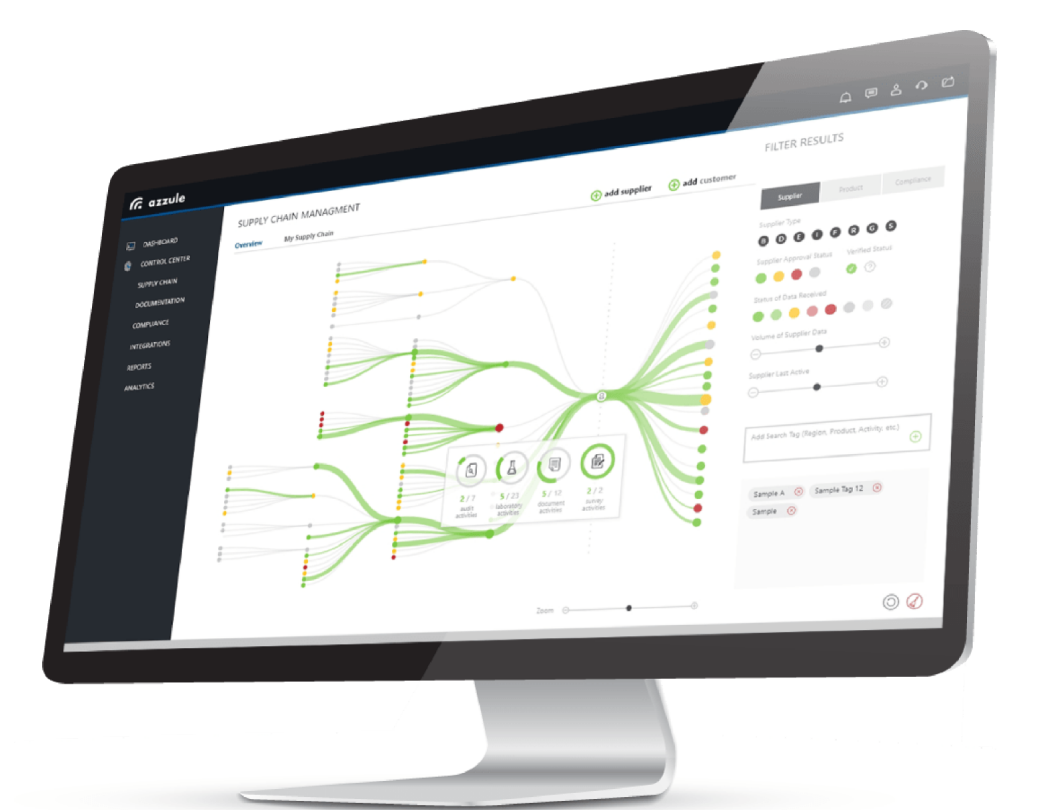 azzule
DASHBOARD
CONTROL CENTER
SUPPLY CHAIN
DOCUMENTATION
COMPLIANCE
INTEGRATIONS
REPORTS
ANALYTICS
SUPPLY CHAIN MANAGMENT
Overview My Supply Chain
add supplier add customer
2 / 7
audit
activities
5 / 23
laboratory
activities
5 / 12
document
activities
2 / 2
survey
activities
Zoom
FILTER RESULTS
Supplier Product Compliance
Supplier Type
B D E I F R G S
Supplier Approval Status Verified Status
Status of Data Received
Volume of Supplier Data
Supplier Last Active
Add Search Tag (Region, Product, Activity, etc.)
Sample A Sample Tag 12
Sample